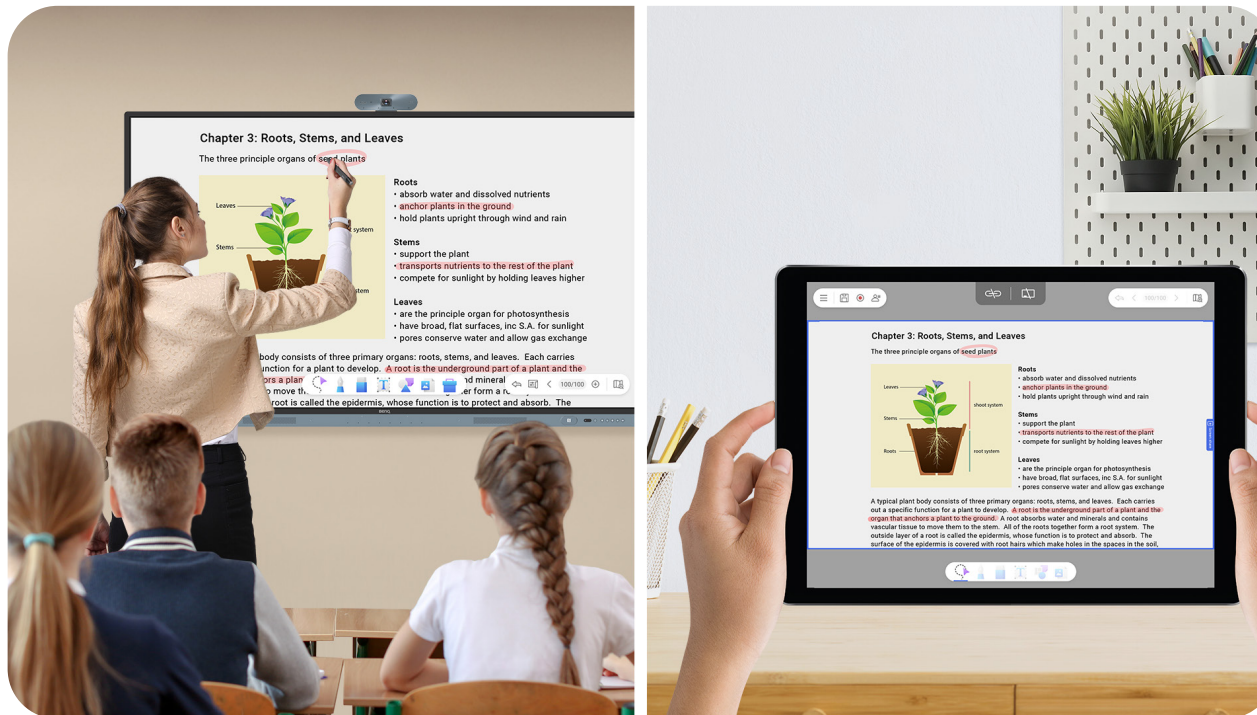 Chapter 3: Roots, Stems, and Leaves
The three principle organs of seed plants
Leaves
Stems
t system
stem
Roots
• absorb water and dissolved nutrients
• anchor plants in the ground
• hold plants upright through wind and rain
Stems
• support the plant
• transports nutrients to the rest of the plant
• compete for sunlight by holding leaves higher
Leaves
• are the principle organ for photosynthesis
• have broad, flat surfaces, inc S.A. for sunlight
• pores conserve water and allow gas exchange
body consists of three primary organs: roots, stems, and leaves. Each carries
unction for a plant to develop. A root is the underground part of a plant and the
ors a plan nd mineral
o move th er form a ro
root is called the epidermis, whose function is to protect and absorb. The
100/100
BenQ
100/100
Chapter 3: Roots, Stems, and Leaves
The three principle organs of seed plants
Leaves
Stems
Roots
shoot system
root system
Roots
• absorb water and dissolved nutrients
• anchor plants in the ground
• hold plants upright through wind and rain
Stems
• support the plant
• transports nutrients to the rest of the plant
• compete for sunlight by holding leaves higher
Leaves
• are the principle organ for photosynthesis
• have broad, flat surfaces, inc S.A. for sunlight
• pores conserve water and allow gas exchange
A typical plant body consists of three primary organs: roots, stems, and leaves. Each carries
out a specific function for a plant to develop. A root is the underground part of a plant and the
organ that anchors a plant to the ground. A root absorbs water and minerals and contains
vascular tissue to move them to the stem. All of the roots together form a root system. The
outside layer of a root is called the epidermis, whose function is to protect and absorb. The
surface of the epidermis is covered with root hairs which make holes in the spaces in the soil,